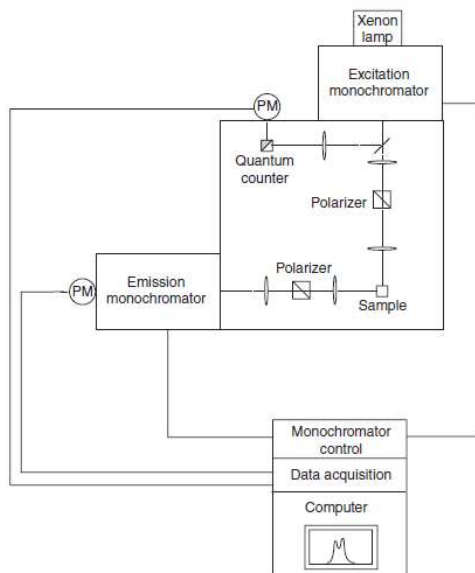 Xenon
lamp
Excitation
monochromator
PM
Quantum
counter
Polarizer
Polarizer
Emission
monochromator
PM
Sample
Monochromator
control
Data acquisition
Computer